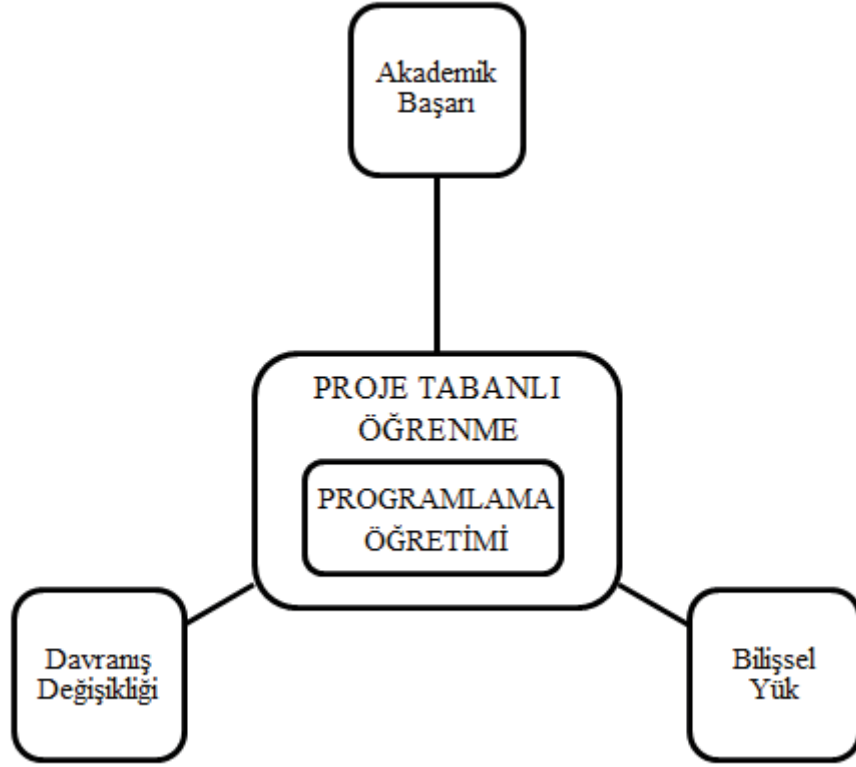 Akademik
Başarı
PROJE TABANLI
ÖĞRENME
PROGRAMLAMA
ÖĞRETİMİ
Davranış
Değişikliği
Bilişsel
Yük